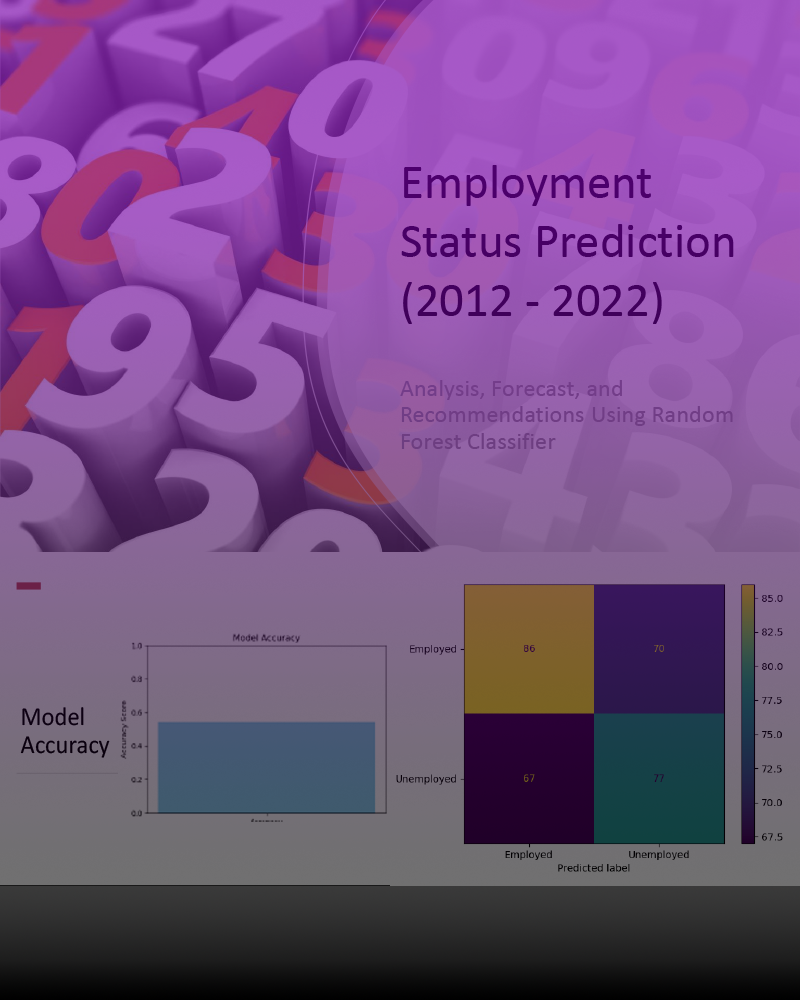 Employment
Status Prediction
(2012 - 2022)
Analysis, Forecast, and
Recommendations Using Random
Forest Classifier
Model
Accuracy
Model Accuracy
Accuracy Score
1.0
0.8
0.6
0.4
0.2
0.0
Employed
Unemployed
86
70
67
77
Employed
Unemployed
Predicted label
85.0
82.5
80.0
77.5
75.0
72.5
70.0
67.5